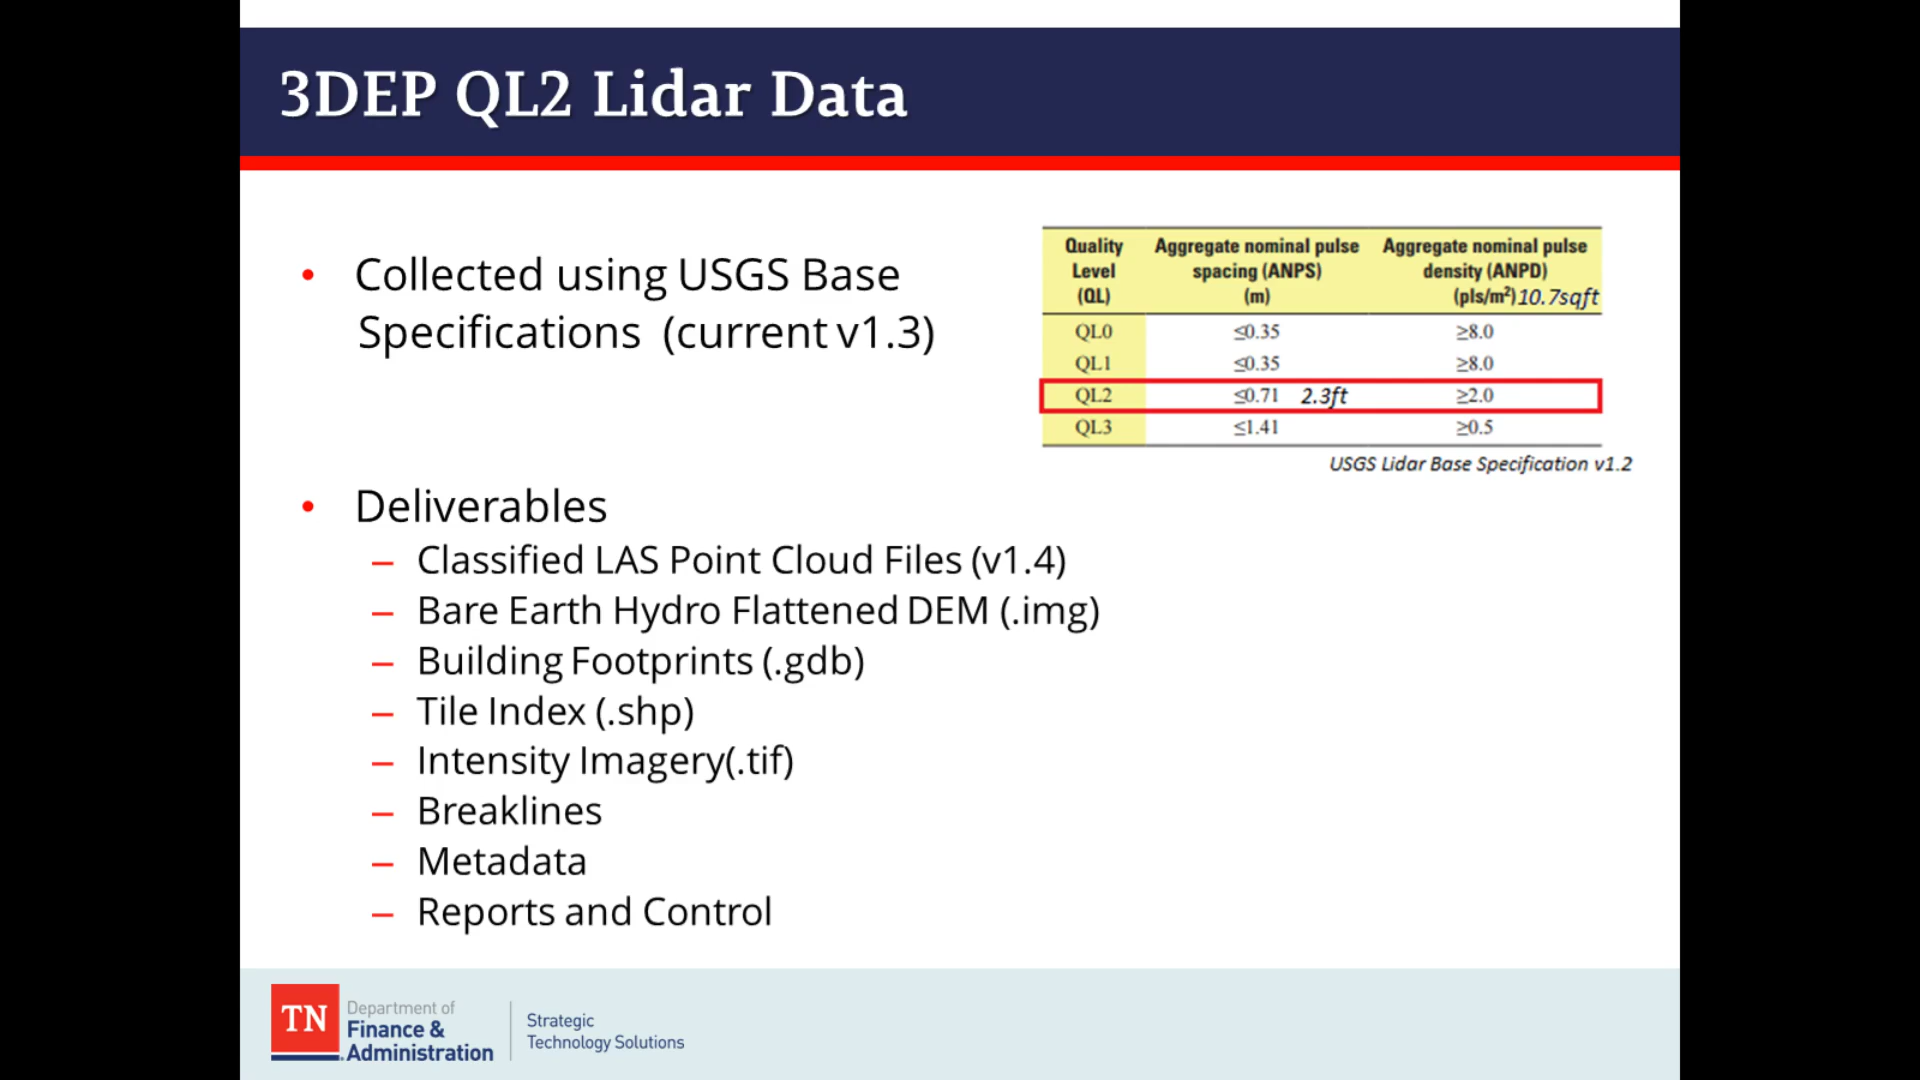 3DEP QL2 Lidar Data
• Collected using USGS Base
Specifications (current v1.3)
Quality Level (QL) Aggregate nominal pulse spacing (ANPS) (m) Aggregate nominal pulse density (ANPD) (pls/m²) 10.7sqft
QL0 ≤0.35 ≥8.0
QL1 ≤0.35 ≥8.0
QL2 ≤0.71 2.3ft ≥2.0
QL3 ≤1.41 ≥0.5
USGS Lidar Base Specification v1.2
• Deliverables
– Classified LAS Point Cloud Files (v1.4)
– Bare Earth Hydro Flattened DEM (.img)
– Building Footprints (.gdb)
– Tile Index (.shp)
– Intensity Imagery(.tif)
– Breaklines
– Metadata
– Reports and Control
TN
Department of
Finance &
Administration
Strategic
Technology Solutions